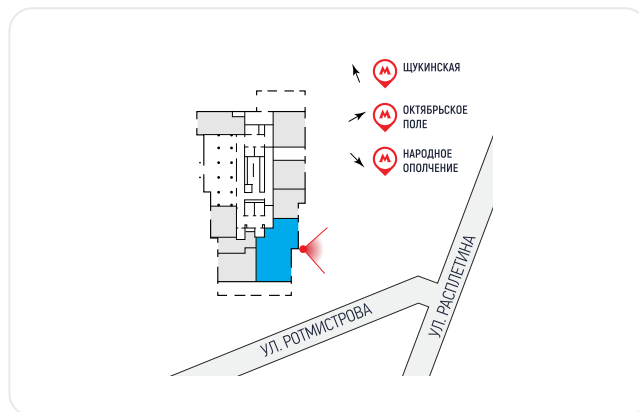 ЩУКИНСКАЯ
ОКТЯБРЬСКОЕ
ПОЛЕ
НАРОДНОЕ
ОПОЛЧЕНИЕ
УЛ. РОТМИСТРОВА
УЛ. РАСПЛЕТИНА